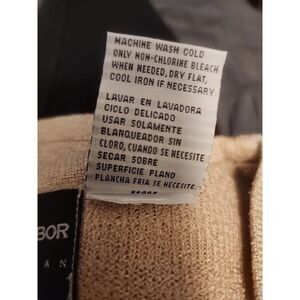 MACHINE WASH COLD
ONLY NON-CHLORINE BLEACH
WHEN NEEDED, DRY FLAT,
COOL IRON IF NECESSARY
LAVAR EN LAVADORA
CICLO DELICADO
USAR SOLAMENTE
BLANQUEADOR SIN
CLORO, CUANDO SE NECESITE
SECAR SOBRE
SUPERFICIE PLANO
PLANCHA FRIA SE NECESITE
BOR
A N